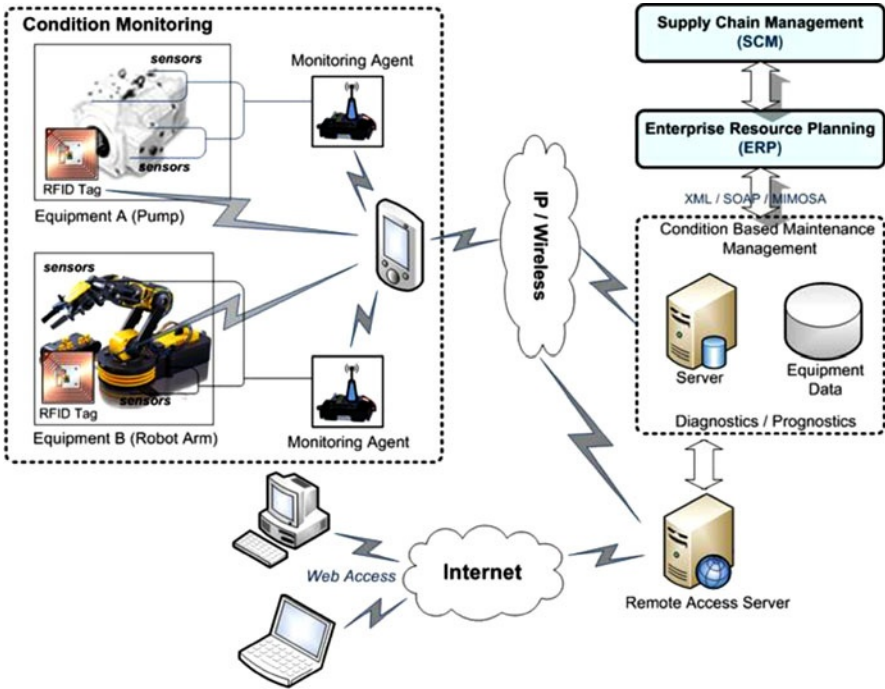 Condition Monitoring
sensors
sensors
RFID Tag
Equipment A (Pump)
Monitoring Agent
sensors
sensors
RFID Tag
Equipment B (Robot Arm)
Monitoring Agent
IP / Wireless
Supply Chain Management
(SCM)
Enterprise Resource Planning
(ERP)
XML / SOAP / MIMOSA
Condition Based Maintenance
Management
Server
Equipment
Data
Diagnostics / Prognostics
Web Access
Internet
Remote Access Server